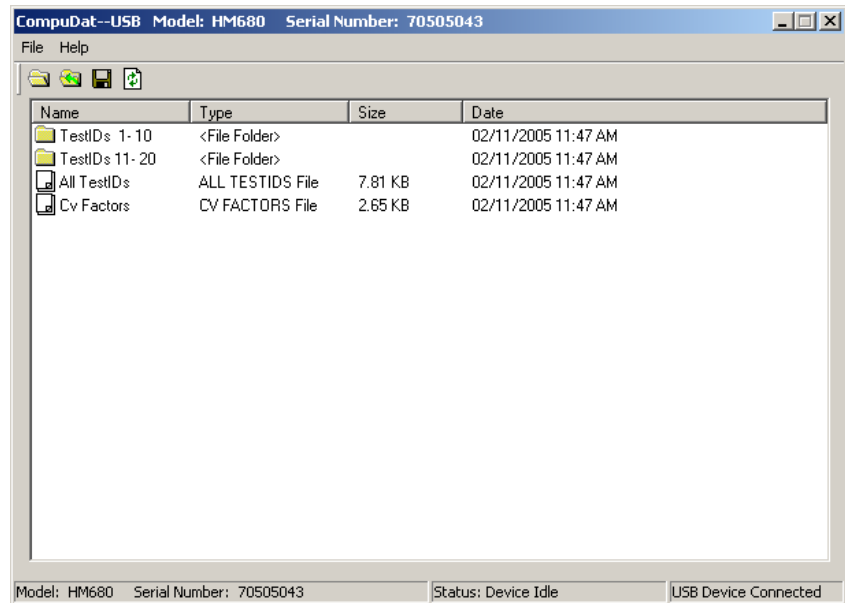 CompuDat--USB Model: HM680 Serial Number: 70505043
File Help
Name Type Size Date
TestIDs 1-10 <File Folder> 02/11/2005 11:47 AM
TestIDs 11-20 <File Folder> 02/11/2005 11:47 AM
All TestIDs ALL TESTIDS File 7.81 KB 02/11/2005 11:47 AM
Cv Factors CV FACTORS File 2.65 KB 02/11/2005 11:47 AM
Model: HM680 Serial Number: 70505043 Status: Device Idle USB Device Connected